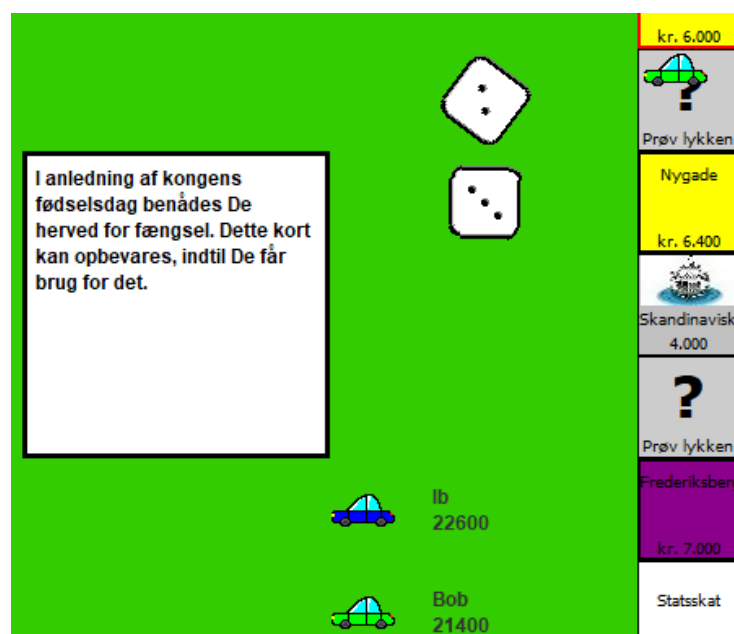 kr. 6.000
?
Prøv lykken
I anledning af kongens
fødselsdag benådes De
herved for fængsel. Dette kort
kan opbevares, indtil De får
brug for det.
Nygade
kr. 6.400
Skandinavisk
4.000
?
Prøv lykken
Frederiksber
kr. 7.000
Ib
22600
Statsskat
Bob
21400